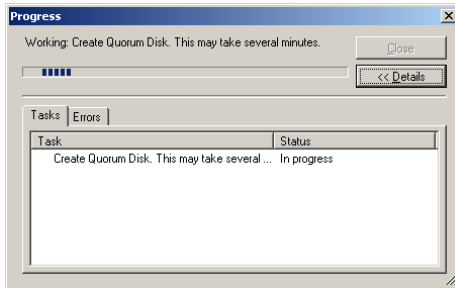 Progress
Working: Create Quorum Disk. This may take several minutes.
Close
<< Details
Tasks Errors
Task Status
Create Quorum Disk. This may take several ... In progress